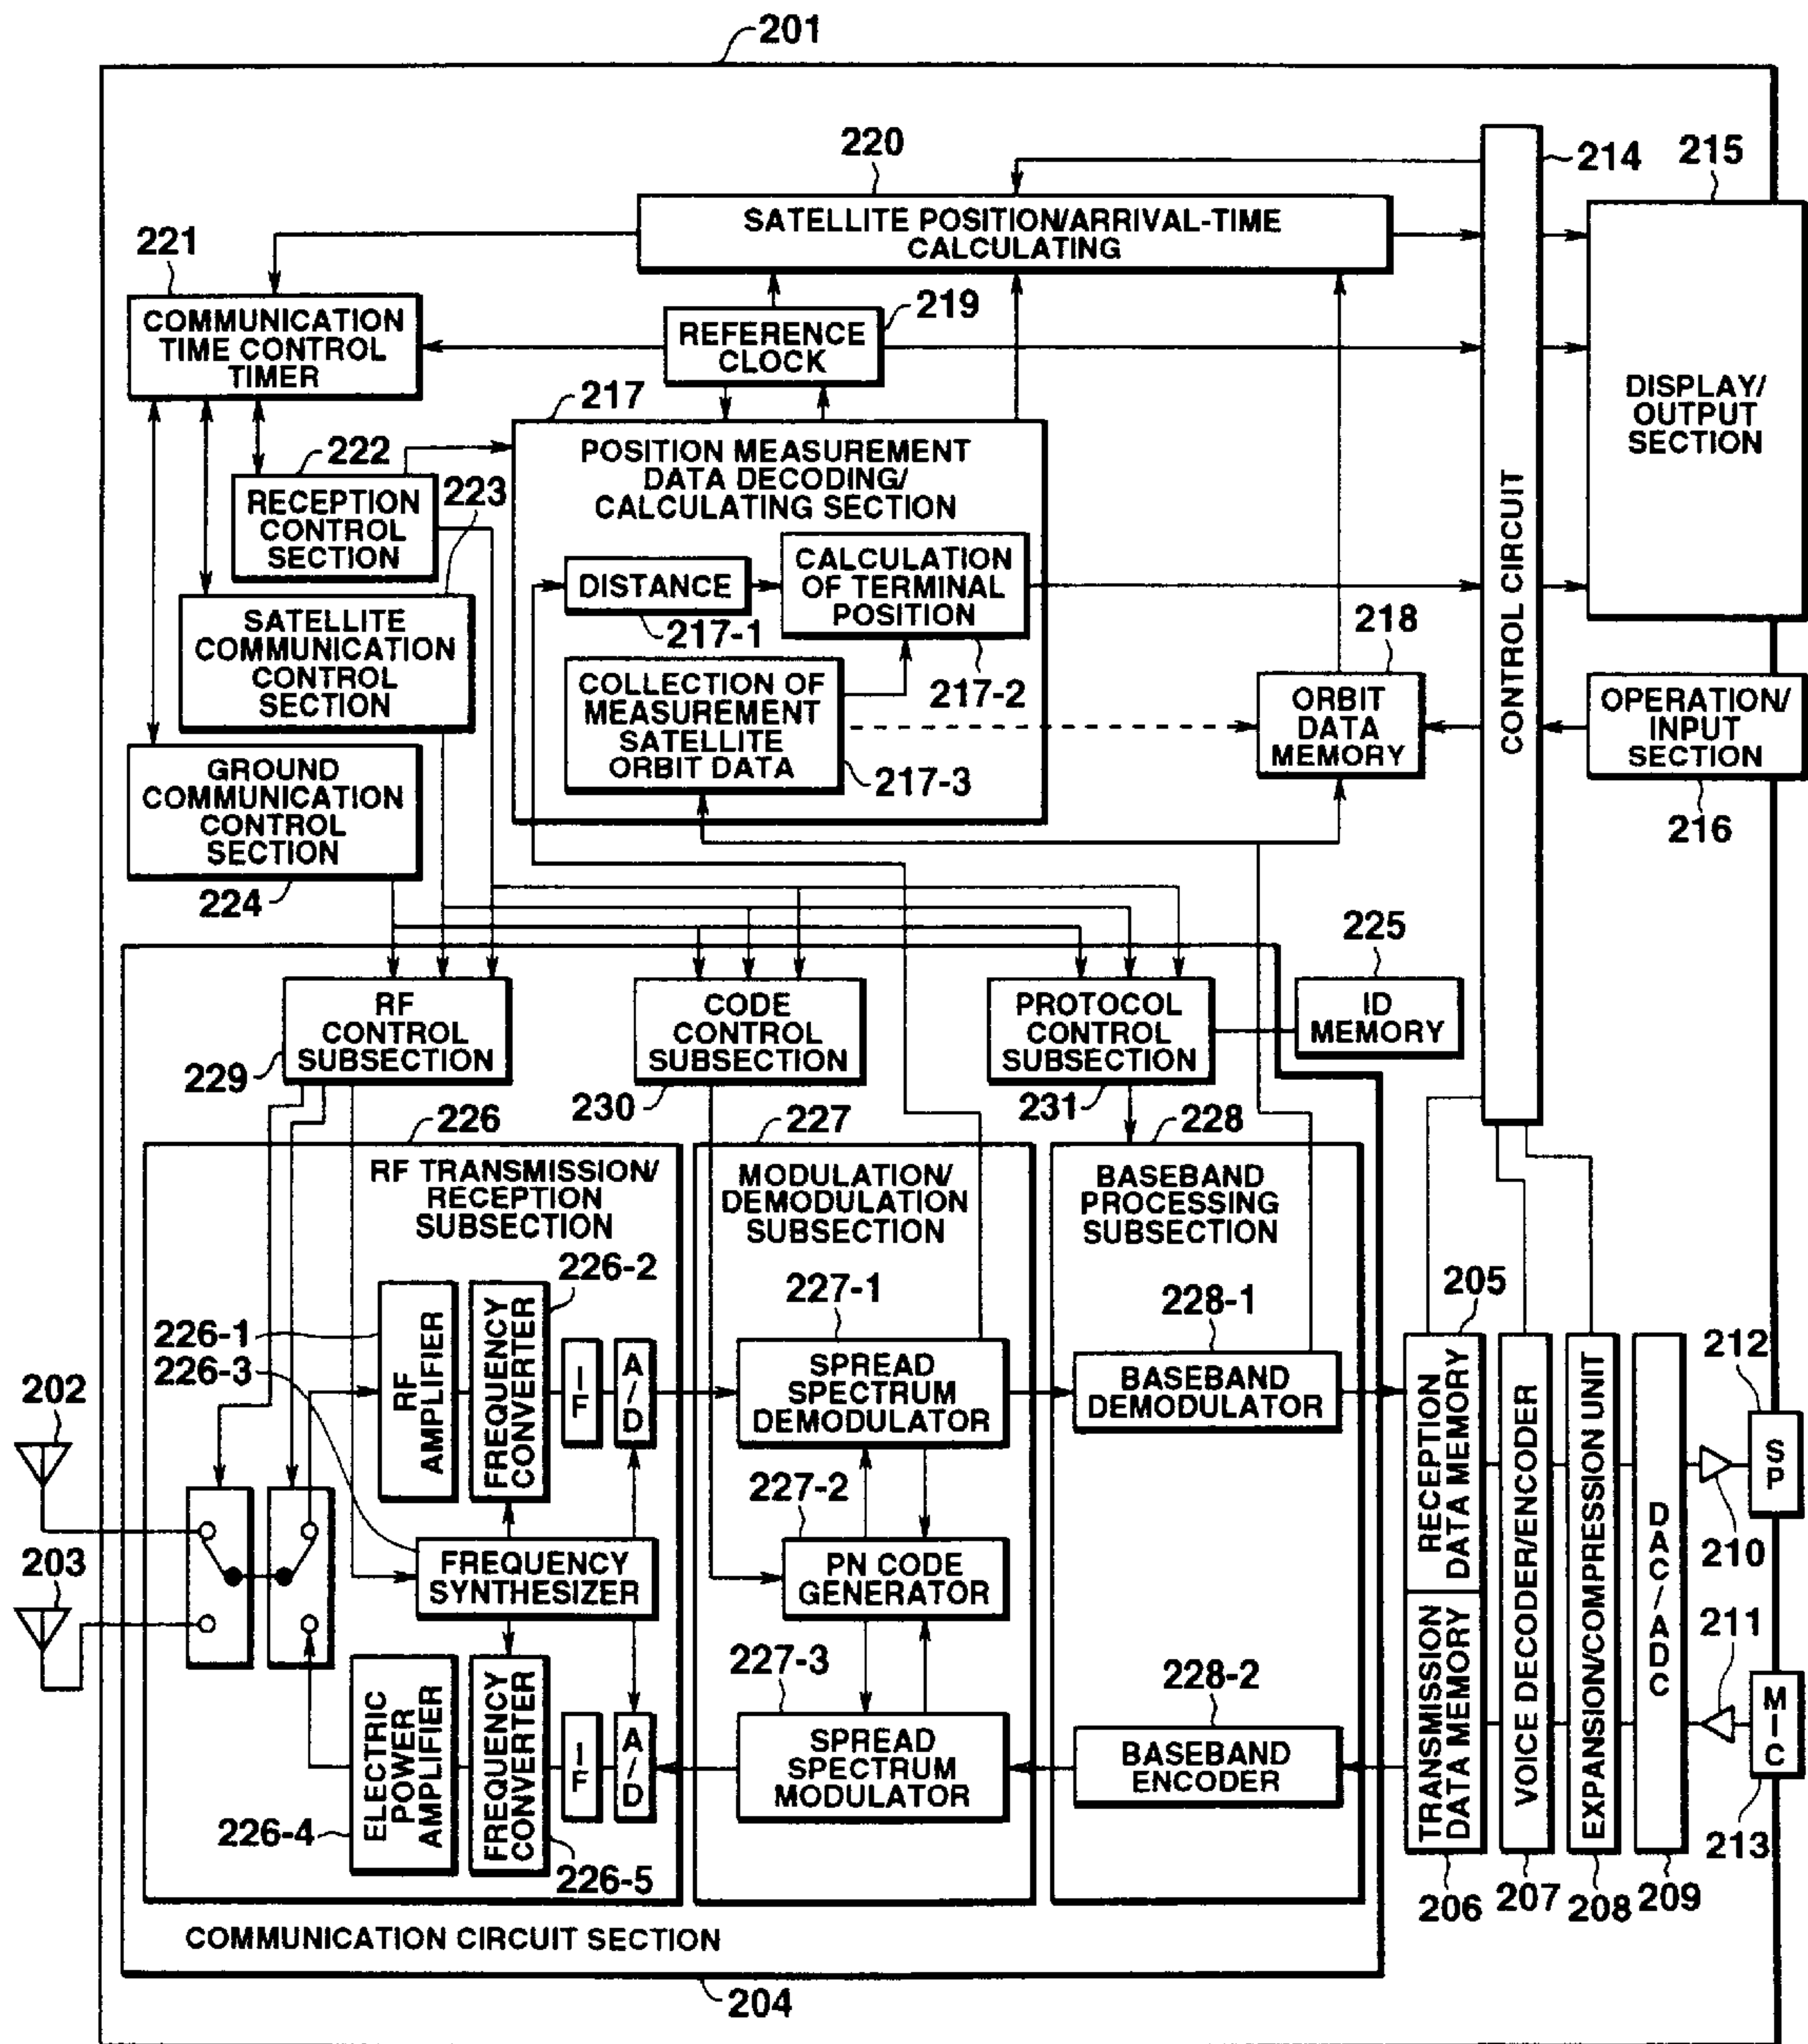 201
220
214
215
SATELLITE POSITION/ARRIVAL-TIME
CALCULATING
221
COMMUNICATION
TIME CONTROL
TIMER
219
REFERENCE
CLOCK
DISPLAY/
OUTPUT
SECTION
217
POSITION MEASUREMENT
DATA DECODING/
CALCULATING SECTION
222
RECEPTION
CONTROL
SECTION
223
SATELLITE
COMMUNICATION
CONTROL
SECTION
DISTANCE
217-1
CALCULATION
OF TERMINAL
POSITION
217-2
COLLECTION OF
MEASUREMENT
SATELLITE
ORBIT DATA
217-3
218
ORBIT
DATA
MEMORY
CONTROL CIRCUIT
OPERATION/
INPUT
SECTION
216
GROUND
COMMUNICATION
CONTROL
SECTION
224
225
RF
CONTROL
SUBSECTION
229
CODE
CONTROL
SUBSECTION
230
PROTOCOL
CONTROL
SUBSECTION
231
ID
MEMORY
226
227
228
RF TRANSMISSION/
RECEPTION
SUBSECTION
MODULATION/
DEMODULATION
SUBSECTION
BASEBAND
PROCESSING
SUBSECTION
226-2
226-1
226-3
RF
AMPLIFIER
FREQUENCY
CONVERTER
IF
A/D
227-1
SPREAD
SPECTRUM
DEMODULATOR
228-1
BASEBAND
DEMODULATOR
205
RECEPTION
DATA MEMORY
VOICE DECODER/ENCODER
EXPANSION/COMPRESSION UNIT
DAC/ADC
212
SP
210
202
203
FREQUENCY
SYNTHESIZER
227-2
PN CODE
GENERATOR
227-3
SPREAD
SPECTRUM
MODULATOR
228-2
BASEBAND
ENCODER
TRANSMISSION
DATA MEMORY
211
MIC
213
ELECTRIC
POWER
AMPLIFIER
FREQUENCY
CONVERTER
IF
A/D
226-4
226-5
206
207
208
209
COMMUNICATION CIRCUIT SECTION
204